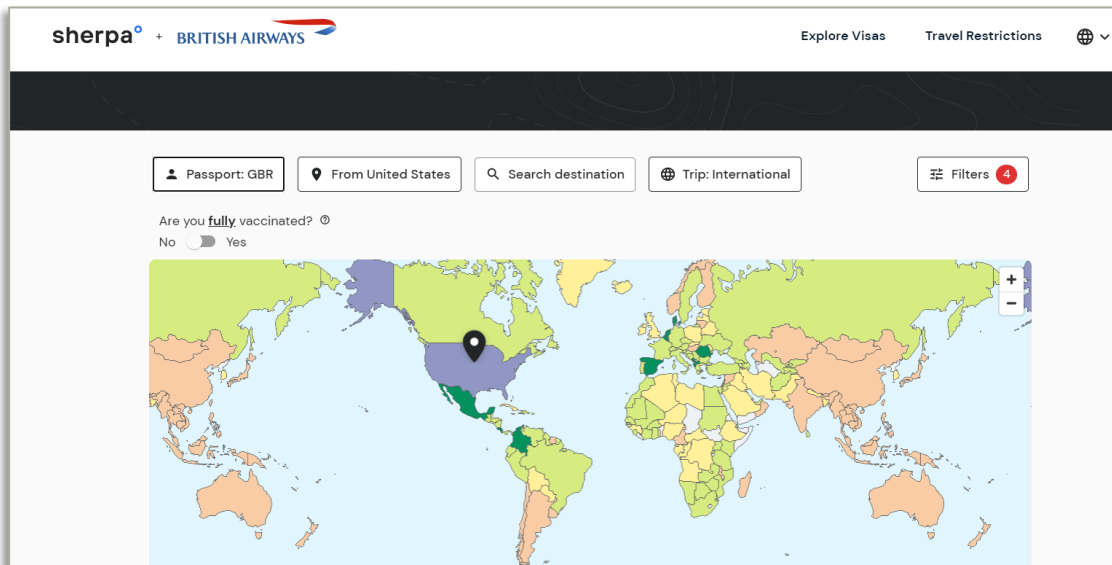 sherpa° + BRITISH AIRWAYS Explore Visas Travel Restrictions
Passport: GBR From United States Search destination Trip: International Filters 4
Are you fully vaccinated?
No Yes
+
−